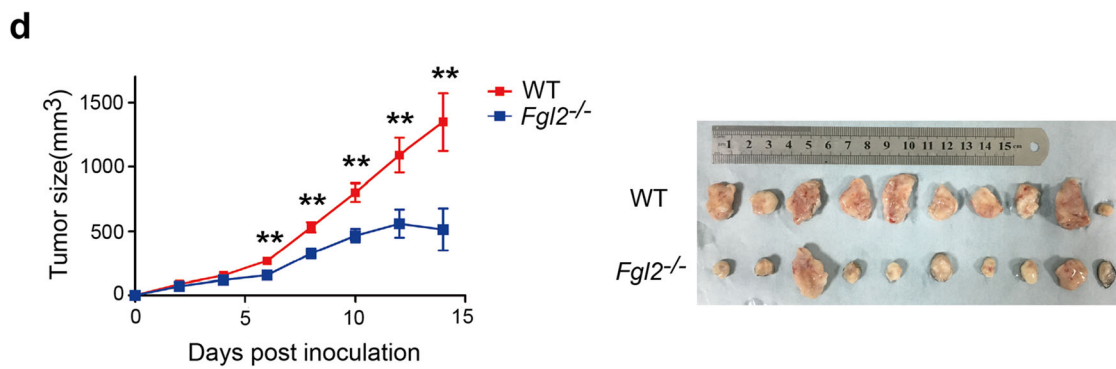 d
Tumor size(mm3)
1500
1000
500
0
0
5
10
15
Days post inoculation
**
**
**
**
**
WT
Fgl2-/-
1 2 3 4 5 6 7 8 9 10 11 12 13 14 15 cm
WT
Fgl2-/-